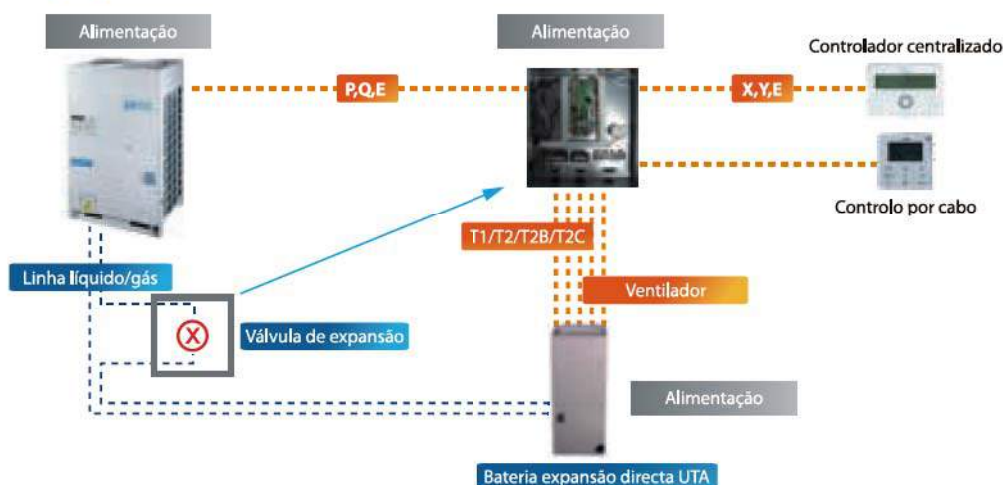 Alimentação
Alimentação
Controlador centralizado
P,Q,E
X,Y,E
Controlo por cabo
T1/T2/T2B/T2C
Linha líquido/gás
Ventilador
X
Válvula de expansão
Alimentação
Bateria expansão directa UTA